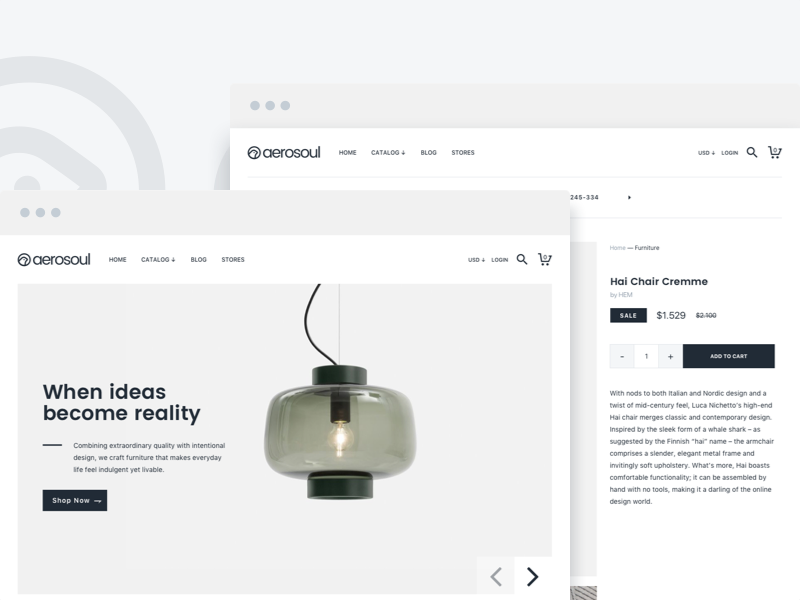 aerosoul HOME CATALOG ↓ BLOG STORES USD ↓ LOGIN 0
245-334
Home — Furniture
Hai Chair Cremme
by HEM
SALE $1.529 $2.100
- 1 + ADD TO CART
With nods to both Italian and Nordic design and a
twist of mid-century feel, Luca Nichetto's high-end
Hai chair merges classic and contemporary design.
Inspired by the sleek form of a whale shark – as
suggested by the Finnish "hai" name – the armchair
comprises a slender, elegant metal frame and
invitingly soft upholstery. What's more, Hai boasts
comfortable functionality; it can be assembled by
hand with no tools, making it a darling of the online
design world.
aerosoul HOME CATALOG ↓ BLOG STORES USD ↓ LOGIN 0
When ideas
become reality
Combining extraordinary quality with intentional
design, we craft furniture that makes everyday
life feel indulgent yet livable.
Shop Now →